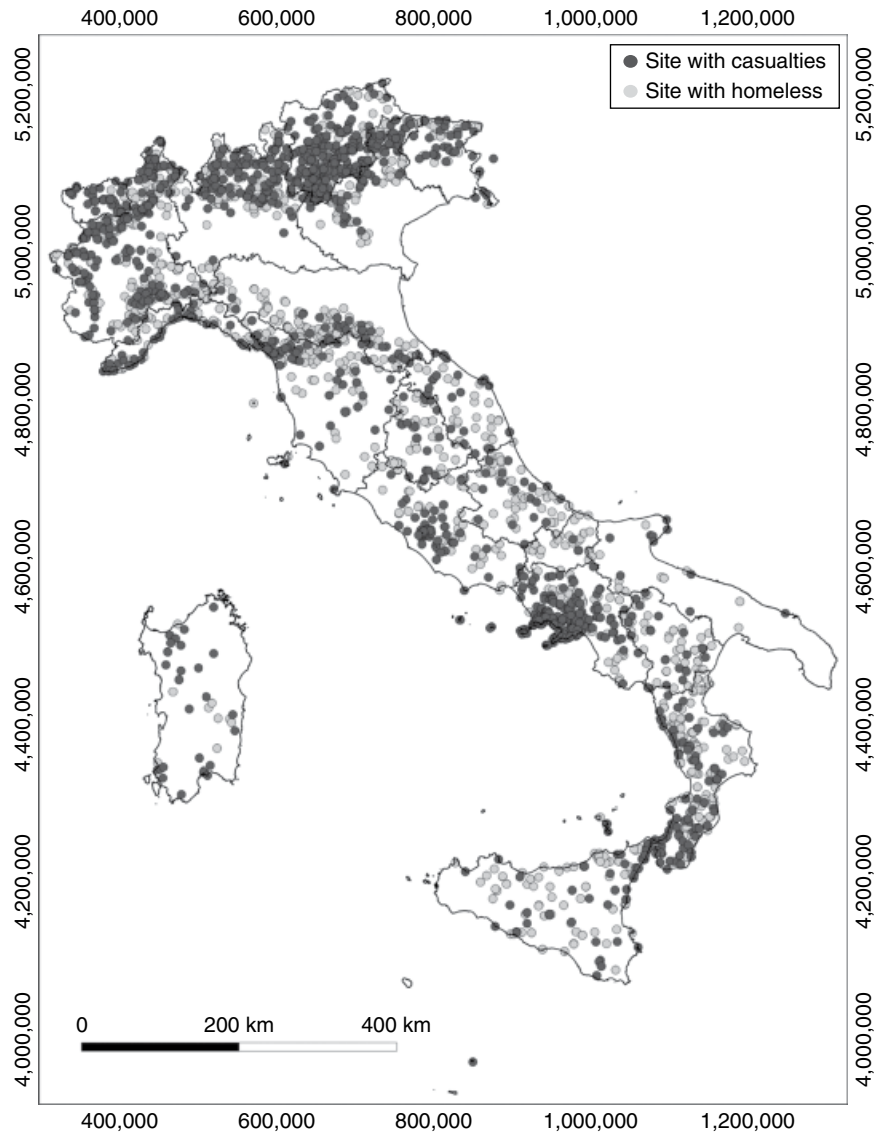 400,000 600,000 800,000 1,000,000 1,200,000
Site with casualties
Site with homeless
5,200,000 5,200,000
5,000,000 5,000,000
4,800,000 4,800,000
4,600,000 4,600,000
4,400,000 4,400,000
4,200,000 4,200,000
4,000,000 4,000,000
0 200 km 400 km
400,000 600,000 800,000 1,000,000 1,200,000